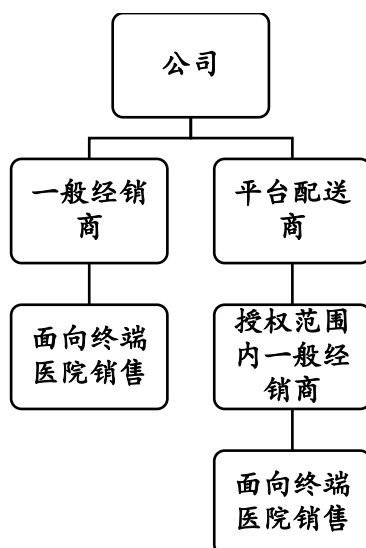 公司
一般经销
商
平台配送
商
面向终端
医院销售
授权范围
内一般经
销商
面向终端
医院销售